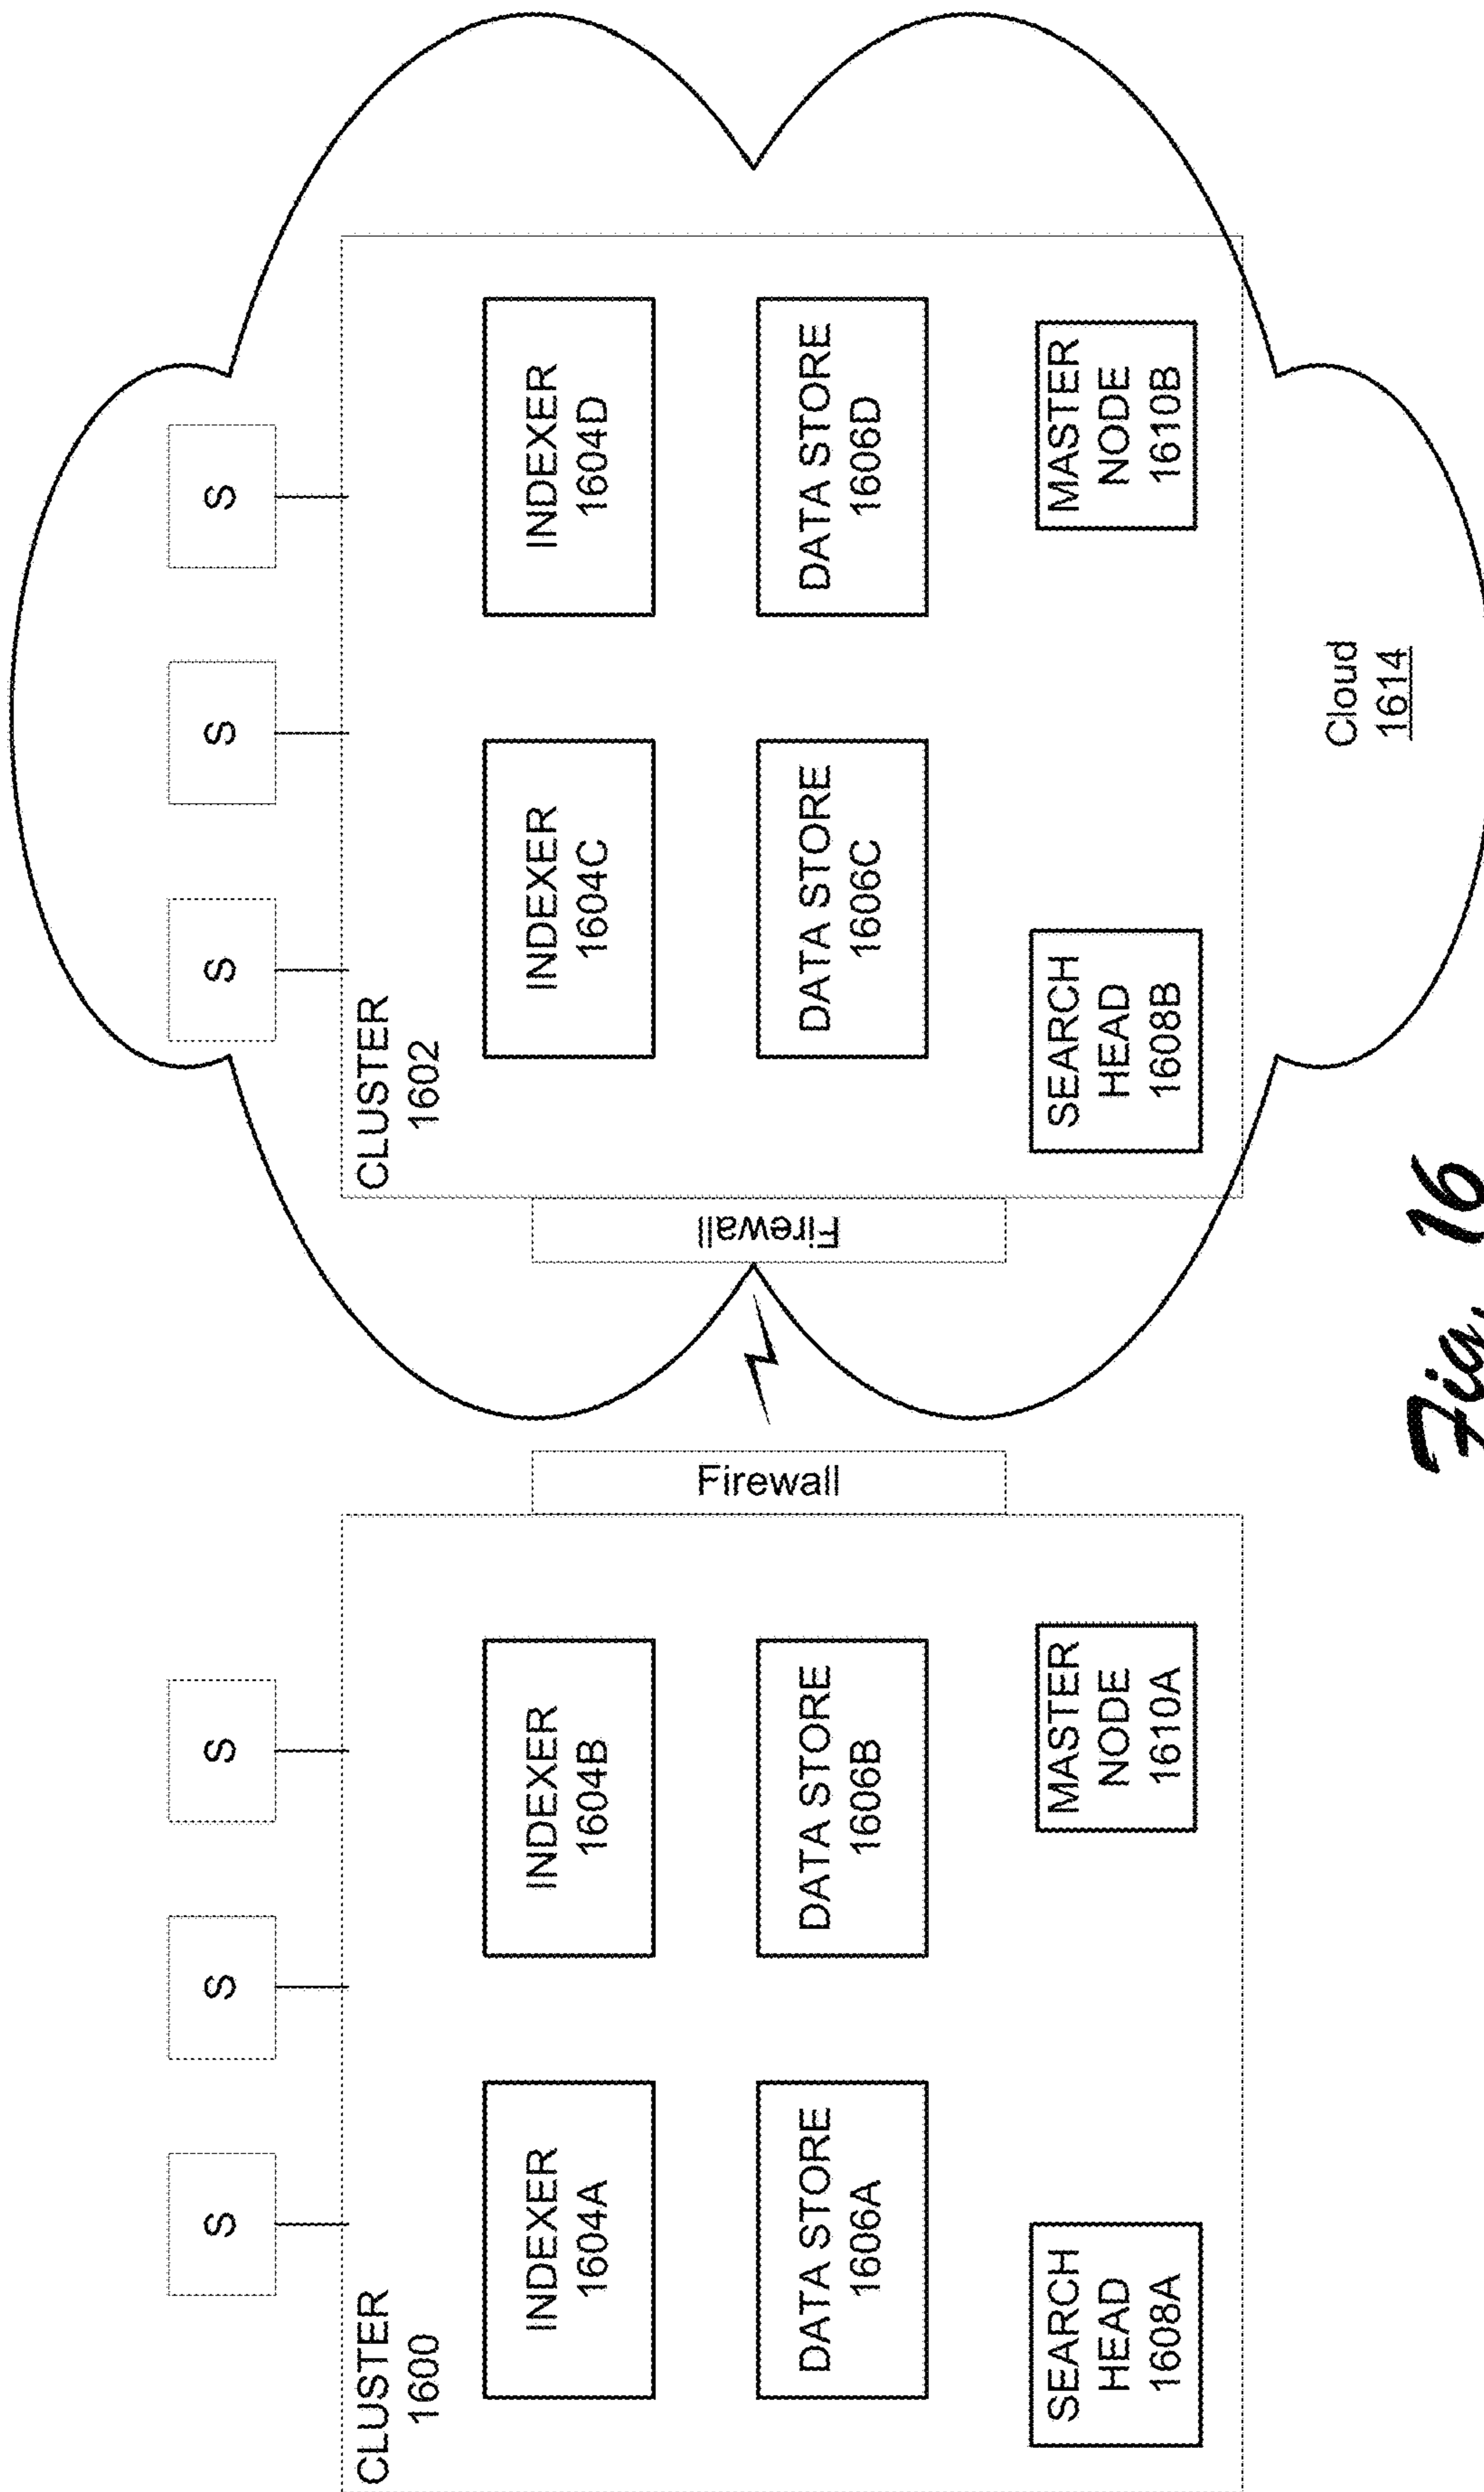 S
S
S
CLUSTER
1600
INDEXER
1604A
INDEXER
1604B
DATA STORE
1606A
DATA STORE
1606B
SEARCH
HEAD
1608A
MASTER
NODE
1610A
Firewall
Firewall
S
S
S
CLUSTER
1602
INDEXER
1604C
INDEXER
1604D
DATA STORE
1606C
DATA STORE
1606D
SEARCH
HEAD
1608B
MASTER
NODE
1610B
Cloud
1614
Fig. 16